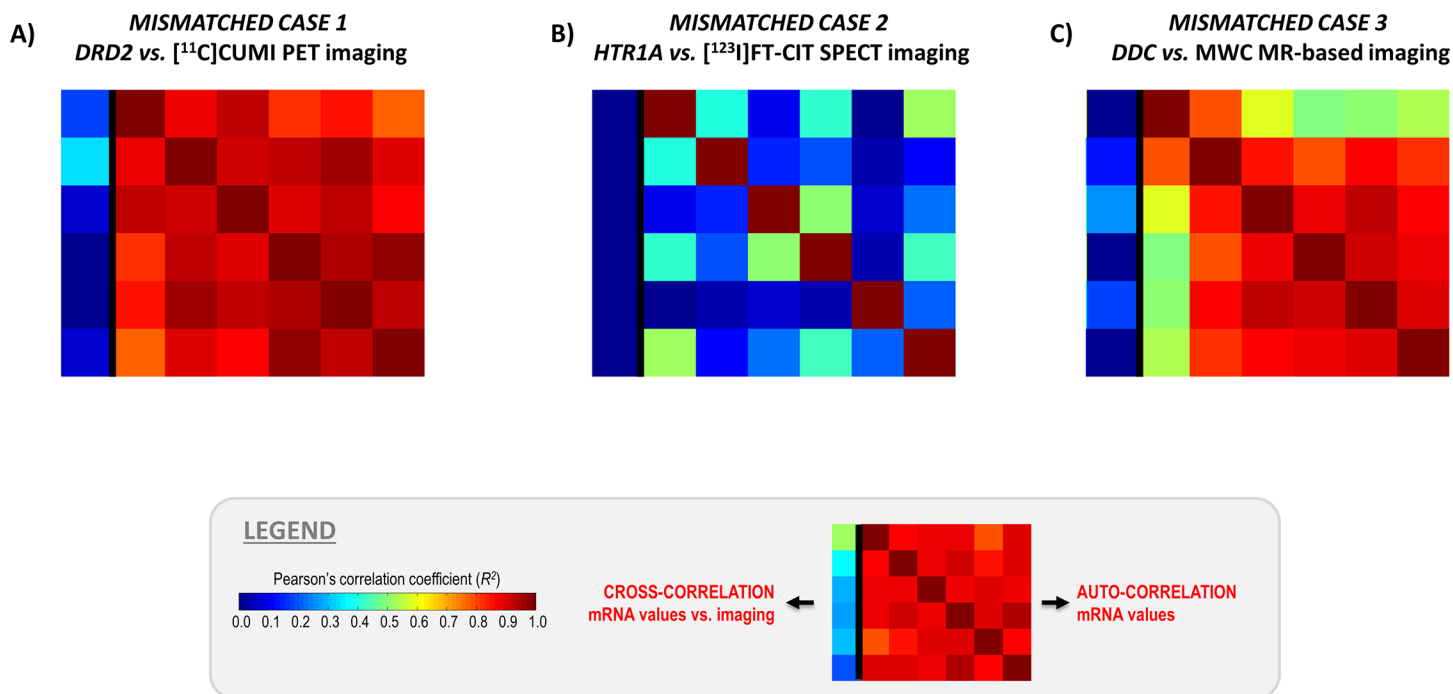 A)
MISMATCHED CASE 1
DRD2 vs. [¹¹C]CUMI PET imaging
B)
MISMATCHED CASE 2
HTR1A vs. [¹²³I]FT-CIT SPECT imaging
C)
MISMATCHED CASE 3
DDC vs. MWC MR-based imaging
LEGEND
Pearson's correlation coefficient (R²)
0.0 0.1 0.2 0.3 0.4 0.5 0.6 0.7 0.8 0.9 1.0
CROSS-CORRELATION
mRNA values vs. imaging
AUTO-CORRELATION
mRNA values